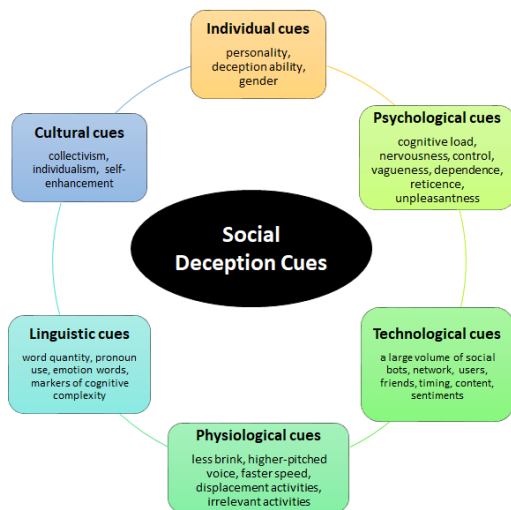 Individual cues
personality,
deception ability,
gender
Psychological cues
cognitive load,
nervousness, control,
vagueness, dependence,
reticence,
unpleasantness
Cultural cues
collectivism,
individualism, self-
enhancement
Social
Deception Cues
Linguistic cues
word quantity, pronoun
use, emotion words,
markers of cognitive
complexity
Technological cues
a large volume of social
bots, network, users,
friends, timing, content,
sentiments
Physiological cues
less brink, higher-pitched
voice, faster speed,
displacement activities,
irrelevant activities